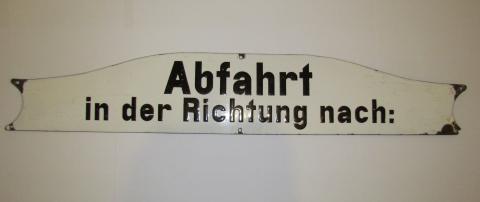 Abfahrt
in der Richtung nach: